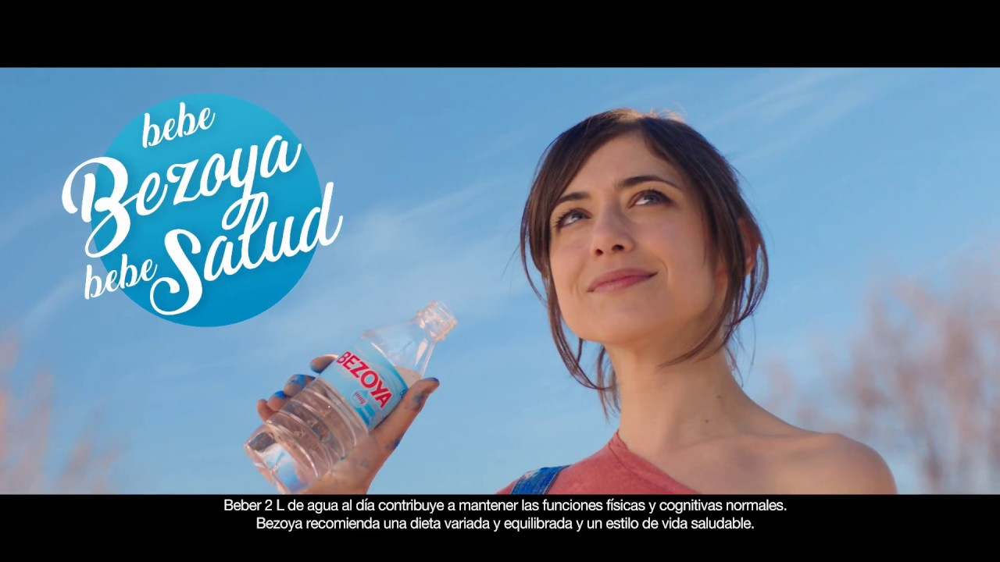 bebe
Bezoya
bebe Salud
BEZOYA
Beber 2 L de agua al día contribuye a mantener las funciones físicas y cognitivas normales.
Bezoya recomienda una dieta variada y equilibrada y un estilo de vida saludable.